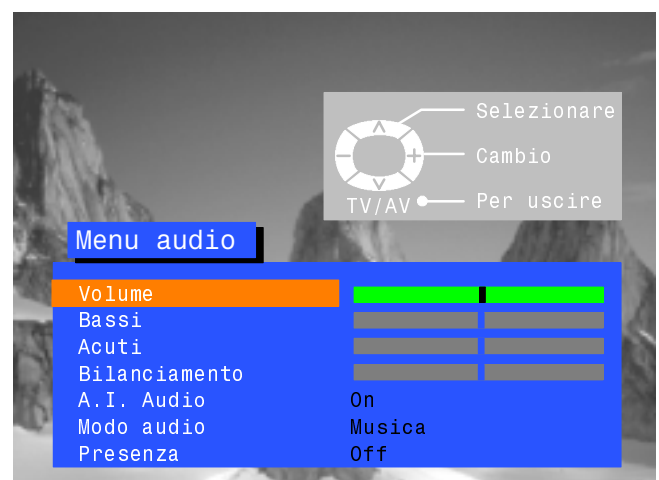 Selezionare
Cambio
TV/AV Per uscire
Menu audio
Volume
Bassi
Acuti
Bilanciamento
A.I. Audio On
Modo audio Musica
Presenza Off